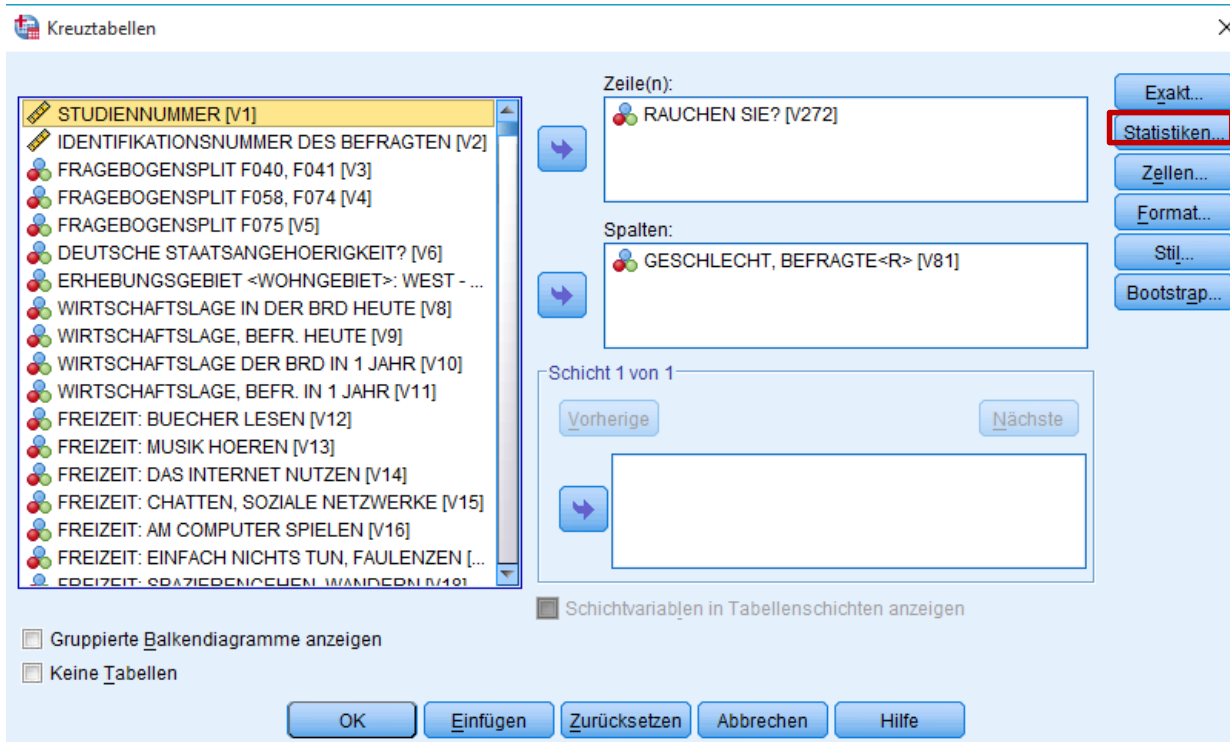 Kreuztabellen
STUDIENNUMMER [V1]
IDENTIFIKATIONSNUMMER DES BEFRAGTEN [V2]
FRAGEBOGENSPLIT F040, F041 [V3]
FRAGEBOGENSPLIT F058, F074 [V4]
FRAGEBOGENSPLIT F075 [V5]
DEUTSCHE STAATSANGEHOERIGKEIT? [V6]
ERHEBUNGSGEBIET <WOHNGEBIET>: WEST - ...
WIRTSCHAFTSLAGE IN DER BRD HEUTE [V8]
WIRTSCHAFTSLAGE, BEFR. HEUTE [V9]
WIRTSCHAFTSLAGE DER BRD IN 1 JAHR [V10]
WIRTSCHAFTSLAGE, BEFR. IN 1 JAHR [V11]
FREIZEIT: BUECHER LESEN [V12]
FREIZEIT: MUSIK HOEREN [V13]
FREIZEIT: DAS INTERNET NUTZEN [V14]
FREIZEIT: CHATTEN, SOZIALE NETZWERKE [V15]
FREIZEIT: AM COMPUTER SPIELEN [V16]
FREIZEIT: EINFACH NICHTS TUN, FAULENZEN [...
FREIZEIT: SPAZIERENGEHEN, WANDERN [V18]
Zeile(n):
RAUCHEN SIE? [V272]
Spalten:
GESCHLECHT, BEFRAGTE<R> [V81]
Schicht 1 von 1
Vorherige
Nächste
Schichtvariablen in Tabellenschichten anzeigen
Exakt...
Statistiken...
Zellen...
Format...
Stil...
Bootstrap...
Gruppierte Balkendiagramme anzeigen
Keine Tabellen
OK
Einfügen
Zurücksetzen
Abbrechen
Hilfe